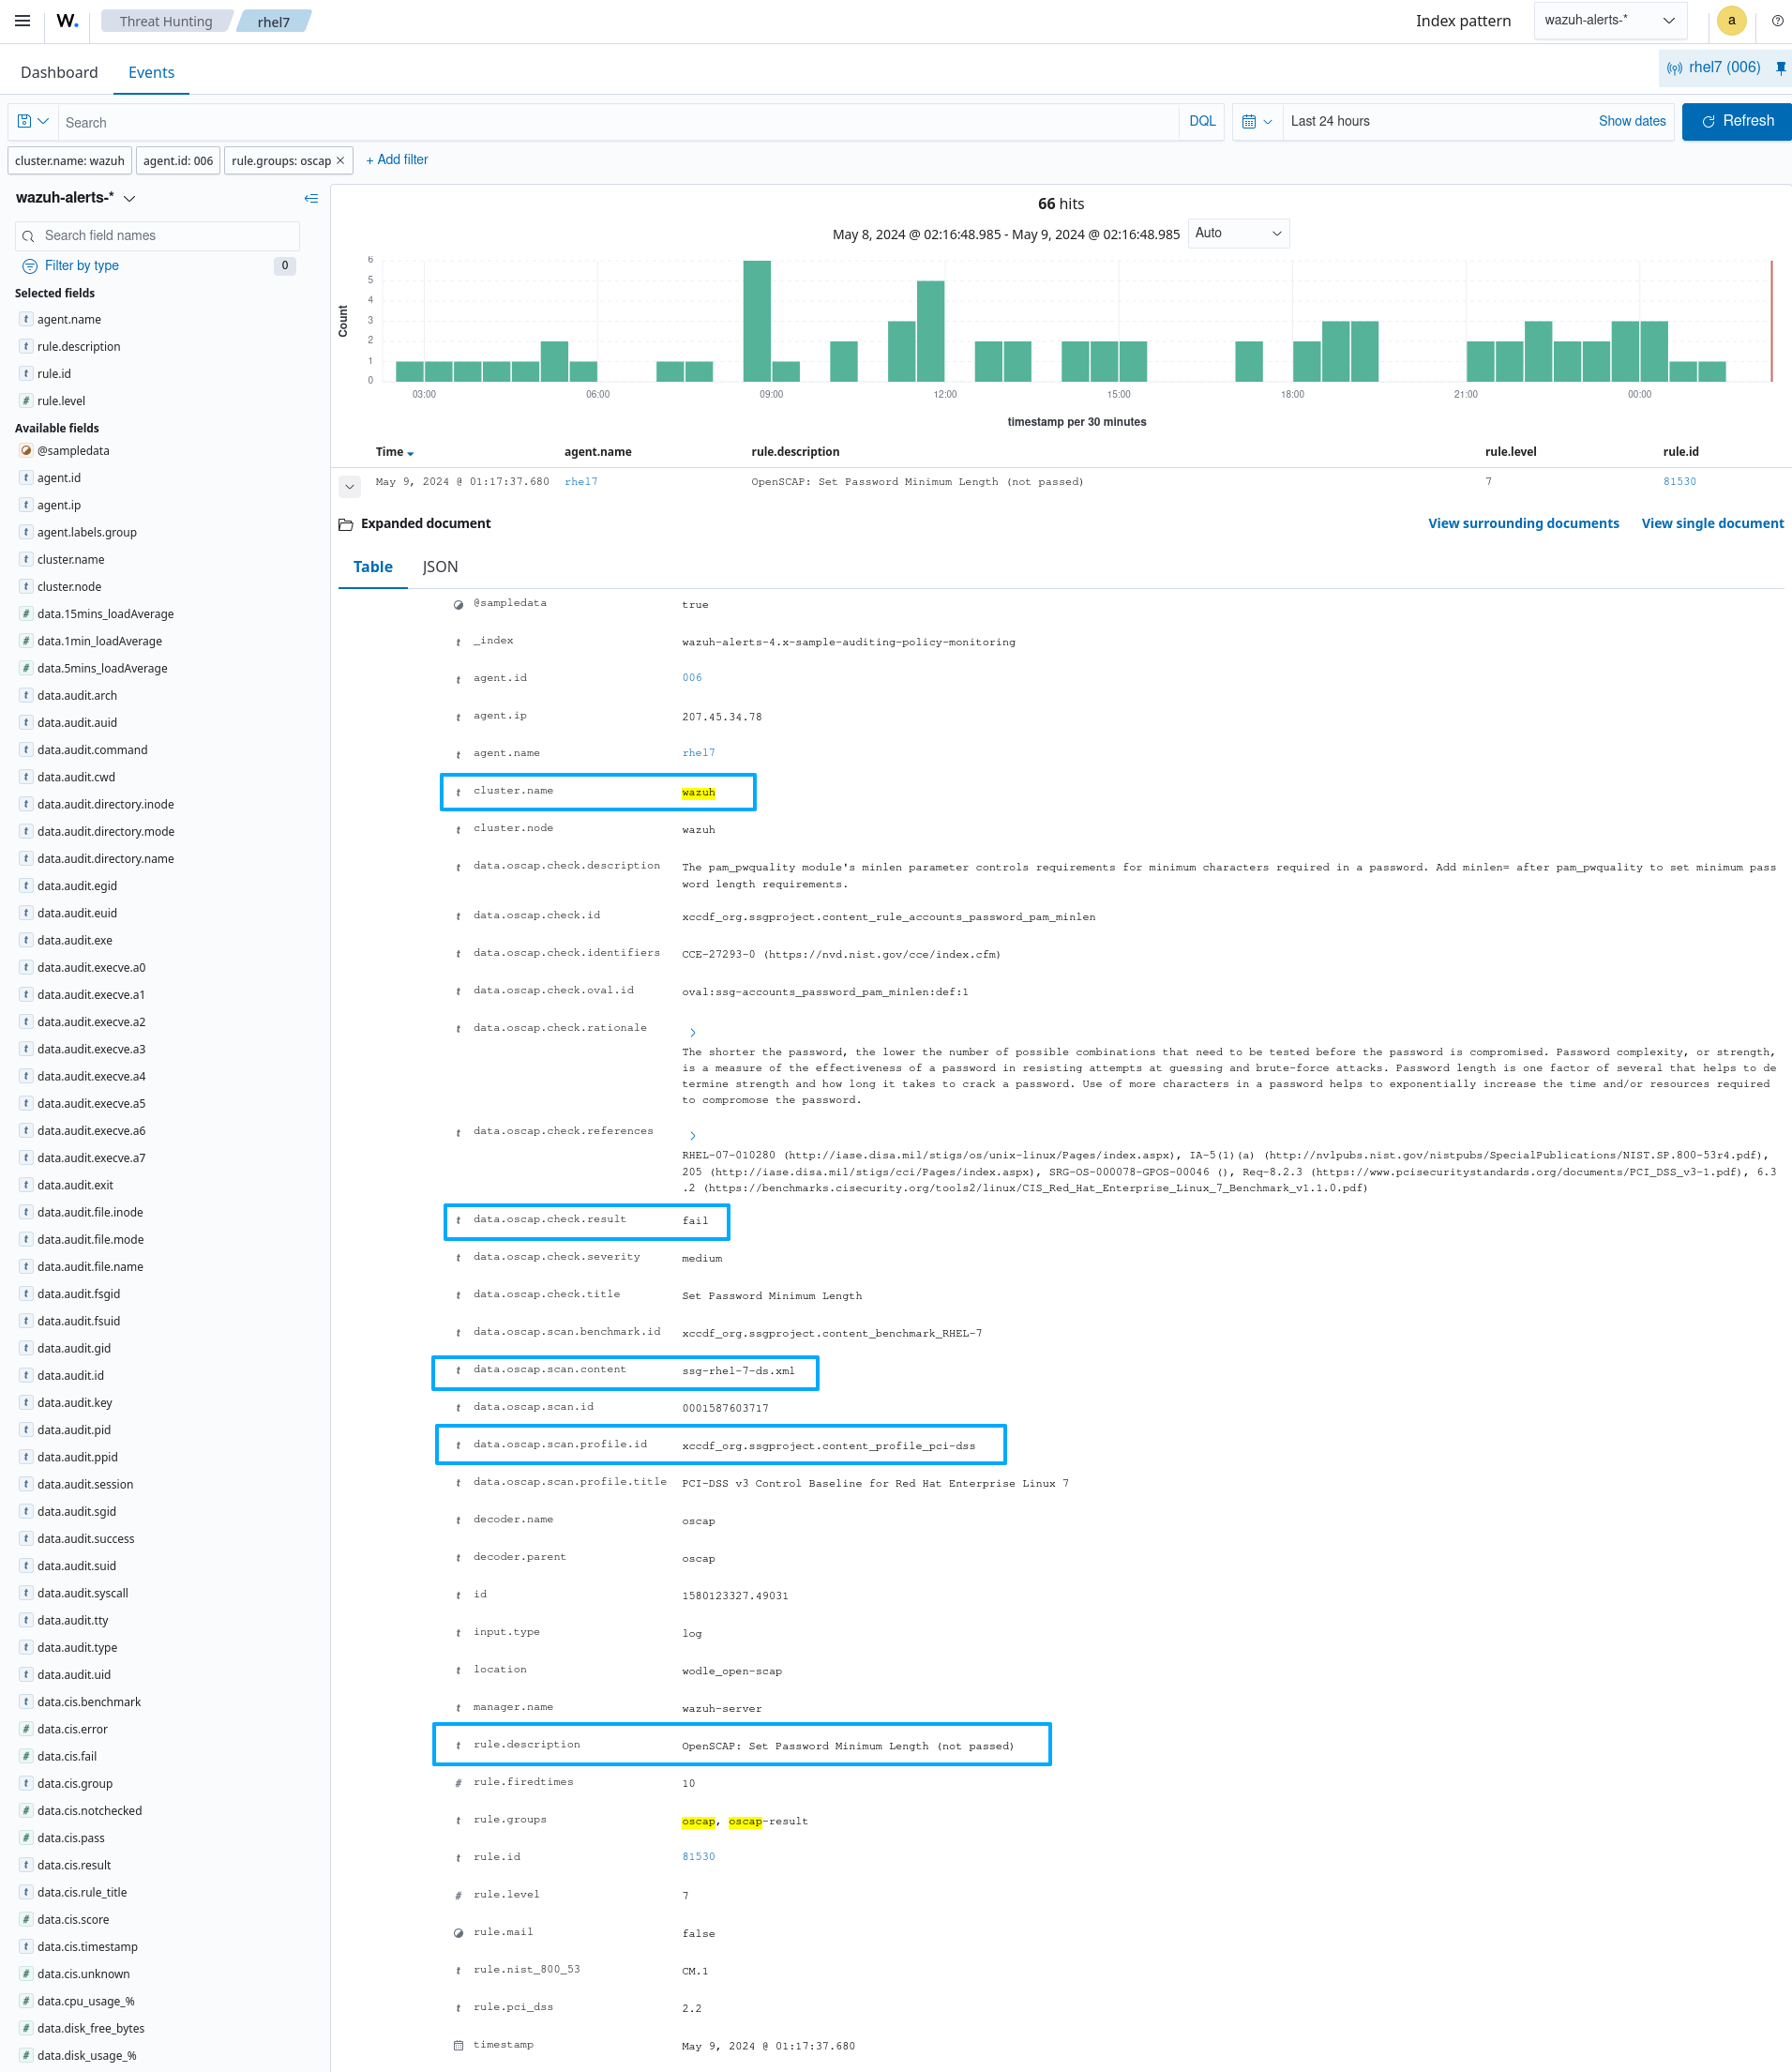 W.
Threat Hunting
rhel7
Index pattern
wazuh-alerts-*
a
Dashboard
Events
rhel7 (006)
Search
DQL
Last 24 hours
Show dates
Refresh
cluster.name: wazuh
agent.id: 006
rule.groups: oscap ×
+ Add filter
wazuh-alerts-*
Search field names
Filter by type
0
Selected fields
t agent.name
t rule.description
t rule.id
# rule.level
Available fields
@sampledata
t agent.id
t agent.ip
t agent.labels.group
t cluster.name
t cluster.node
# data.15mins_loadAverage
# data.1min_loadAverage
# data.5mins_loadAverage
t data.audit.arch
t data.audit.auid
t data.audit.command
t data.audit.cwd
t data.audit.directory.inode
t data.audit.directory.mode
t data.audit.directory.name
t data.audit.egid
t data.audit.euid
t data.audit.exe
t data.audit.execve.a0
t data.audit.execve.a1
t data.audit.execve.a2
t data.audit.execve.a3
t data.audit.execve.a4
t data.audit.execve.a5
t data.audit.execve.a6
t data.audit.execve.a7
t data.audit.exit
t data.audit.file.inode
t data.audit.file.mode
t data.audit.file.name
t data.audit.fsgid
t data.audit.fsuid
t data.audit.gid
t data.audit.id
t data.audit.key
t data.audit.pid
t data.audit.ppid
t data.audit.session
t data.audit.sgid
t data.audit.success
t data.audit.suid
t data.audit.syscall
t data.audit.tty
t data.audit.type
t data.audit.uid
t data.cis.benchmark
# data.cis.error
# data.cis.fail
t data.cis.group
# data.cis.notchecked
# data.cis.pass
t data.cis.result
t data.cis.rule_title
# data.cis.score
t data.cis.timestamp
# data.cis.unknown
# data.cpu_usage_%
# data.disk_free_bytes
# data.disk_usage_%
66 hits
May 8, 2024 @ 02:16:48.985 - May 9, 2024 @ 02:16:48.985
Auto
Count
6
5
4
3
2
1
0
03:00 06:00 09:00 12:00 15:00 18:00 21:00 00:00
timestamp per 30 minutes
Time agent.name rule.description rule.level rule.id
May 9, 2024 @ 01:17:37.680 rhel7 OpenSCAP: Set Password Minimum Length (not passed) 7 81530
Expanded document
View surrounding documents
View single document
Table
JSON
@sampledata true
t _index wazuh-alerts-4.x-sample-auditing-policy-monitoring
t agent.id 006
t agent.ip 207.45.34.78
t agent.name rhel7
t cluster.name wazuh
t cluster.node wazuh
t data.oscap.check.description The pam_pwquality module's minlen parameter controls requirements for minimum characters required in a password. Add minlen= after pam_pwquality to set minimum pass
word length requirements.
t data.oscap.check.id xccdf_org.ssgproject.content_rule_accounts_password_pam_minlen
t data.oscap.check.identifiers CCE-27293-0 (https://nvd.nist.gov/cce/index.cfm)
t data.oscap.check.oval.id oval:ssg-accounts_password_pam_minlen:def:1
t data.oscap.check.rationale
The shorter the password, the lower the number of possible combinations that need to be tested before the password is compromised. Password complexity, or strength,
is a measure of the effectiveness of a password in resisting attempts at guessing and brute-force attacks. Password length is one factor of several that helps to de
termine strength and how long it takes to crack a password. Use of more characters in a password helps to exponentially increase the time and/or resources required
to compromose the password.
t data.oscap.check.references
RHEL-07-010280 (http://iase.disa.mil/stigs/os/unix-linux/Pages/index.aspx), IA-5(1)(a) (http://nvlpubs.nist.gov/nistpubs/SpecialPublications/NIST.SP.800-53r4.pdf),
205 (http://iase.disa.mil/stigs/cci/Pages/index.aspx), SRG-OS-000078-GPOS-00046 (), Req-8.2.3 (https://www.pcisecuritystandards.org/documents/PCI_DSS_v3-1.pdf), 6.3
.2 (https://benchmarks.cisecurity.org/tools2/linux/CIS_Red_Hat_Enterprise_Linux_7_Benchmark_v1.1.0.pdf)
t data.oscap.check.result fail
t data.oscap.check.severity medium
t data.oscap.check.title Set Password Minimum Length
t data.oscap.scan.benchmark.id xccdf_org.ssgproject.content_benchmark_RHEL-7
t data.oscap.scan.content ssg-rhel-7-ds.xml
t data.oscap.scan.id 0001587603717
t data.oscap.scan.profile.id xccdf_org.ssgproject.content_profile_pci-dss
t data.oscap.scan.profile.title PCI-DSS v3 Control Baseline for Red Hat Enterprise Linux 7
t decoder.name oscap
t decoder.parent oscap
t id 1580123327.49031
t input.type log
t location wodle_open-scap
t manager.name wazuh-server
t rule.description OpenSCAP: Set Password Minimum Length (not passed)
# rule.firedtimes 10
t rule.groups oscap, oscap-result
t rule.id 81530
# rule.level 7
rule.mail false
t rule.nist_800_53 CM.1
t rule.pci_dss 2.2
timestamp May 9, 2024 @ 01:17:37.680